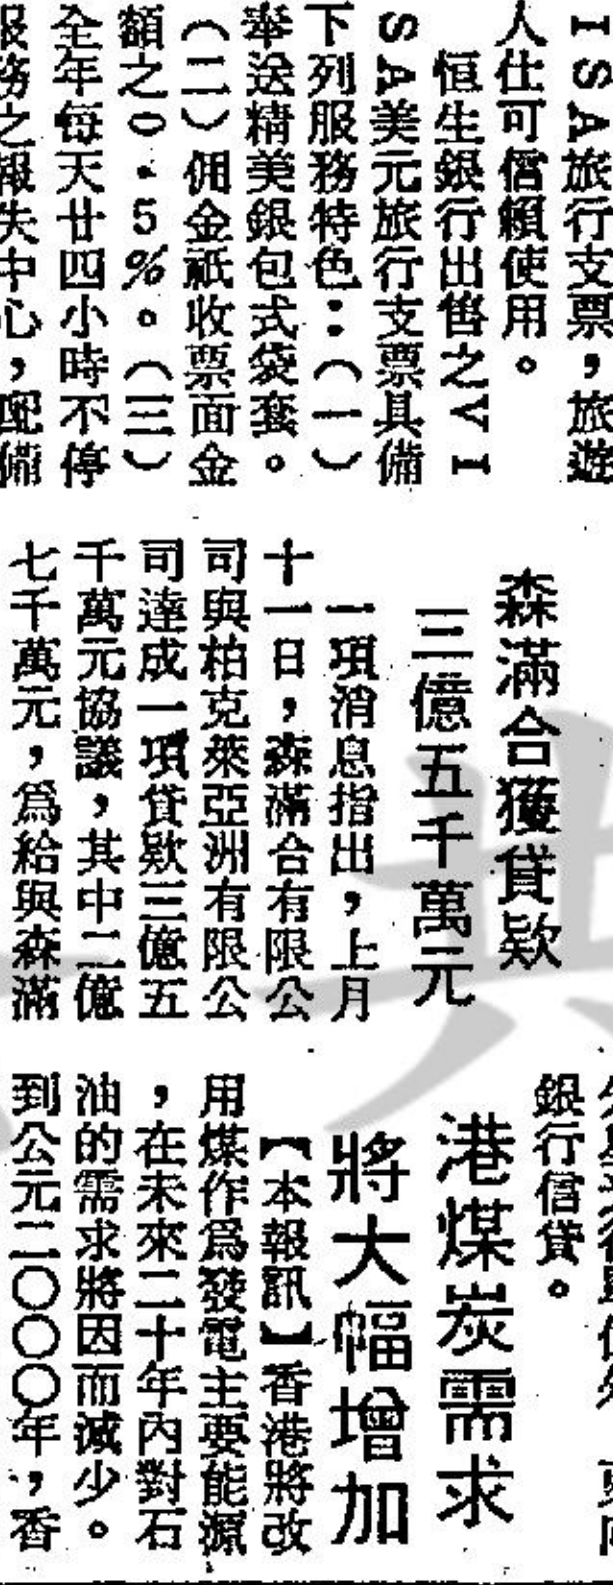 ISA旅行支票，旅遊
人仕可信賴使用。
恒生銀行出售之VI
SA美元旅行支票具備
下列服務特色：（一）
奉送精美銀包式袋套。
（二）佣金祇收票面金
額之0．5％。（三）
全年每天廿四小時不停
服務之報失中心，配備
森滿合獲貸欵
三億五千萬元
一項消息指出，上月
十一日，森滿合有限公
司與柏克萊亞洲有限公
司達成一項貸欵三億五
千萬元協議，其中二億
七千萬元，爲給與森滿
銀行信貸。
港煤炭需求
將大幅增加
【本報訊】香港將改
用煤作爲發電主要能源
，在未來二十年內對石
油的需求將因而減少。
到公元二〇〇〇年，香